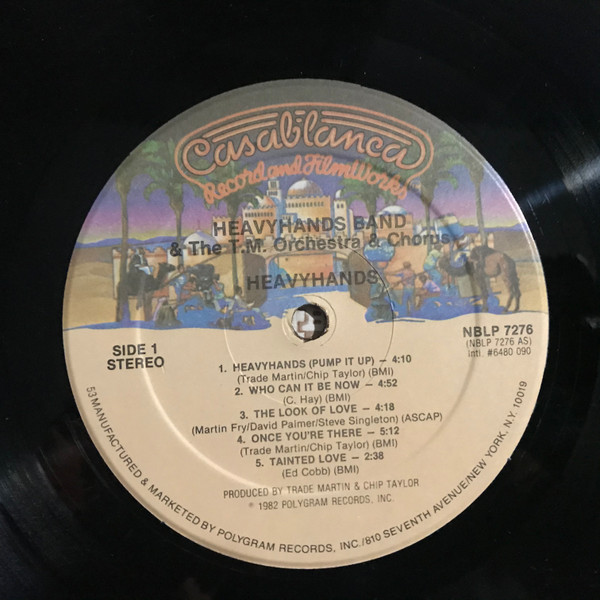 Casablanca
Record and FilmWorks
HEAVYHANDS BAND
& The T.M. Orchestra & Chorus
HEAVYHANDS
SIDE 1
STEREO
NBLP 7276
(NBLP 7276 AS)
Intl. #6480 090
1. HEAVYHANDS (PUMP IT UP) — 4:10
(Trade Martin/Chip Taylor) (BMI)
2. WHO CAN IT BE NOW — 4:52
(C. Hay) (BMI)
3. THE LOOK OF LOVE — 4:18
(Martin Fry/David Palmer/Steve Singleton) (ASCAP)
4. ONCE YOU'RE THERE — 5:12
(Trade Martin/Chip Taylor) (BMI)
5. TAINTED LOVE — 2:38
(Ed Cobb) (BMI)
PRODUCED BY TRADE MARTIN & CHIP TAYLOR
℗ 1982 POLYGRAM RECORDS, INC.
53 MANUFACTURED & MARKETED BY POLYGRAM RECORDS, INC./810 SEVENTH AVENUE/NEW YORK, N.Y. 10019